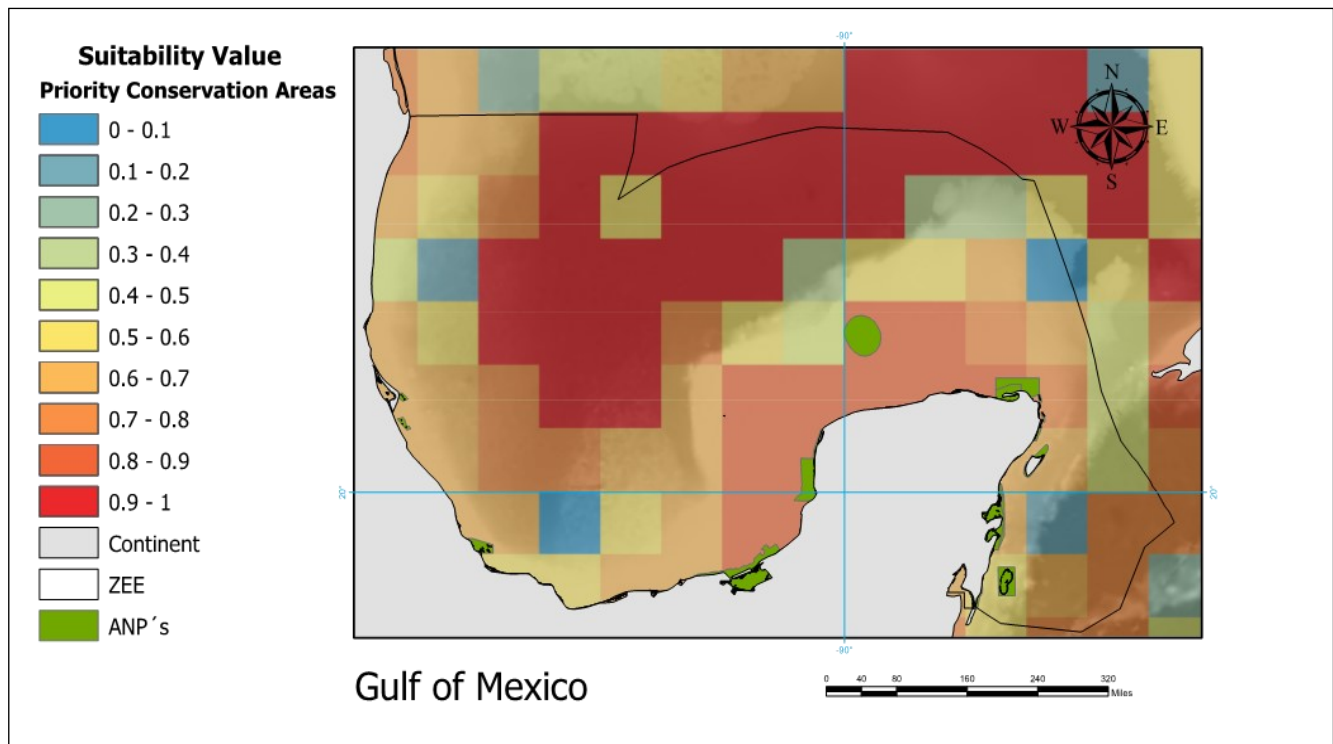 Suitability Value
Priority Conservation Areas
0 - 0.1
0.1 - 0.2
0.2 - 0.3
0.3 - 0.4
0.4 - 0.5
0.5 - 0.6
0.6 - 0.7
0.7 - 0.8
0.8 - 0.9
0.9 - 1
Continent
ZEE
ANP´s
-90°
N
W E
S
20° 20°
-90°
Gulf of Mexico
0 40 80 160 240 320
Miles